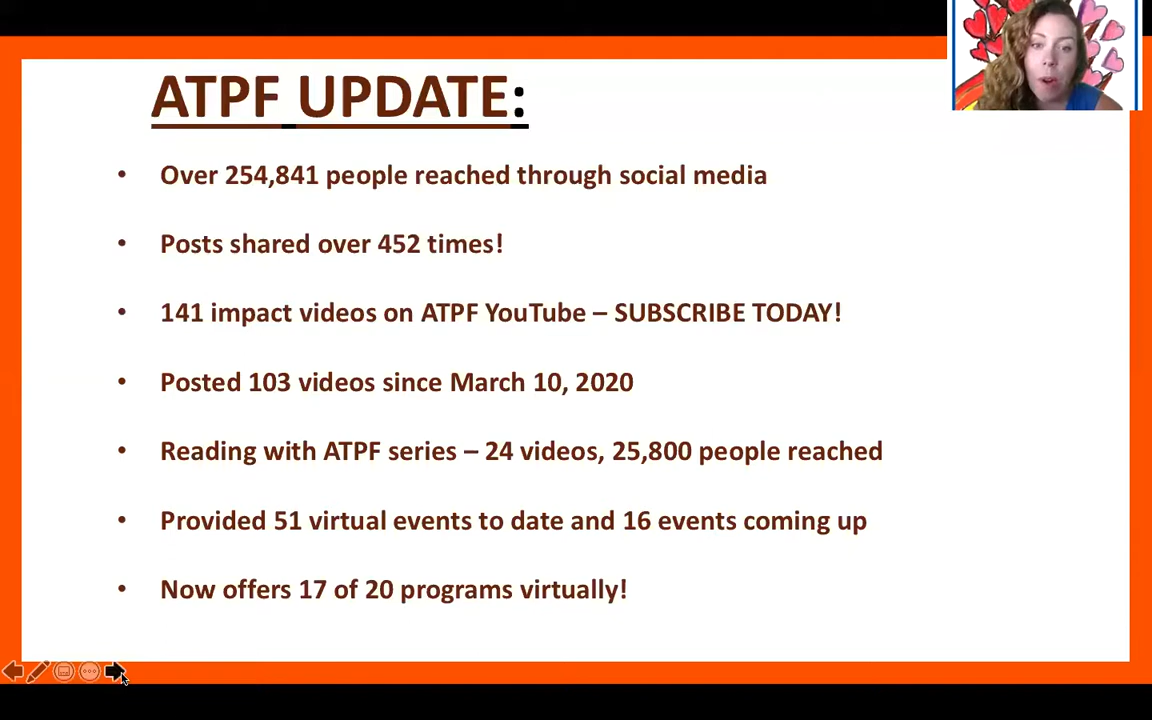 ATPF UPDATE:
• Over 254,841 people reached through social media
• Posts shared over 452 times!
• 141 impact videos on ATPF YouTube – SUBSCRIBE TODAY!
• Posted 103 videos since March 10, 2020
• Reading with ATPF series – 24 videos, 25,800 people reached
• Provided 51 virtual events to date and 16 events coming up
• Now offers 17 of 20 programs virtually!